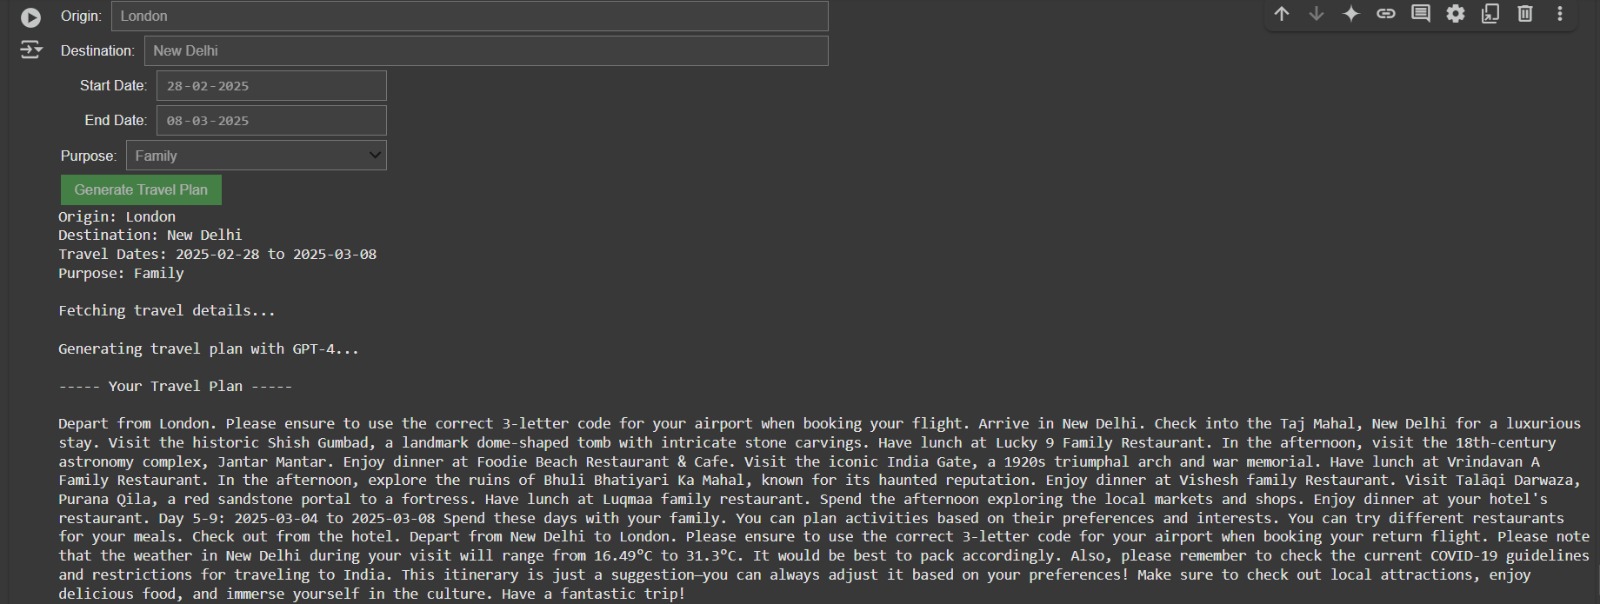 Origin: London
Destination: New Delhi
Start Date: 28-02-2025
End Date: 08-03-2025
Purpose: Family
Generate Travel Plan
Origin: London
Destination: New Delhi
Travel Dates: 2025-02-28 to 2025-03-08
Purpose: Family
Fetching travel details...
Generating travel plan with GPT-4...
----- Your Travel Plan -----
Depart from London. Please ensure to use the correct 3-letter code for your airport when booking your flight. Arrive in New Delhi. Check into the Taj Mahal, New Delhi for a luxurious
stay. Visit the historic Shish Gumbad, a landmark dome-shaped tomb with intricate stone carvings. Have lunch at Lucky 9 Family Restaurant. In the afternoon, visit the 18th-century
astronomy complex, Jantar Mantar. Enjoy dinner at Foodie Beach Restaurant & Cafe. Visit the iconic India Gate, a 1920s triumphal arch and war memorial. Have lunch at Vrindavan A
Family Restaurant. In the afternoon, explore the ruins of Bhuli Bhatiyari Ka Mahal, known for its haunted reputation. Enjoy dinner at Vishesh family Restaurant. Visit Talāqi Darwaza,
Purana Qila, a red sandstone portal to a fortress. Have lunch at Luqmaa family restaurant. Spend the afternoon exploring the local markets and shops. Enjoy dinner at your hotel's
restaurant. Day 5-9: 2025-03-04 to 2025-03-08 Spend these days with your family. You can plan activities based on their preferences and interests. You can try different restaurants
for your meals. Check out from the hotel. Depart from New Delhi to London. Please ensure to use the correct 3-letter code for your airport when booking your return flight. Please note
that the weather in New Delhi during your visit will range from 16.49°C to 31.3°C. It would be best to pack accordingly. Also, please remember to check the current COVID-19 guidelines
and restrictions for traveling to India. This itinerary is just a suggestion—you can always adjust it based on your preferences! Make sure to check out local attractions, enjoy
delicious food, and immerse yourself in the culture. Have a fantastic trip!